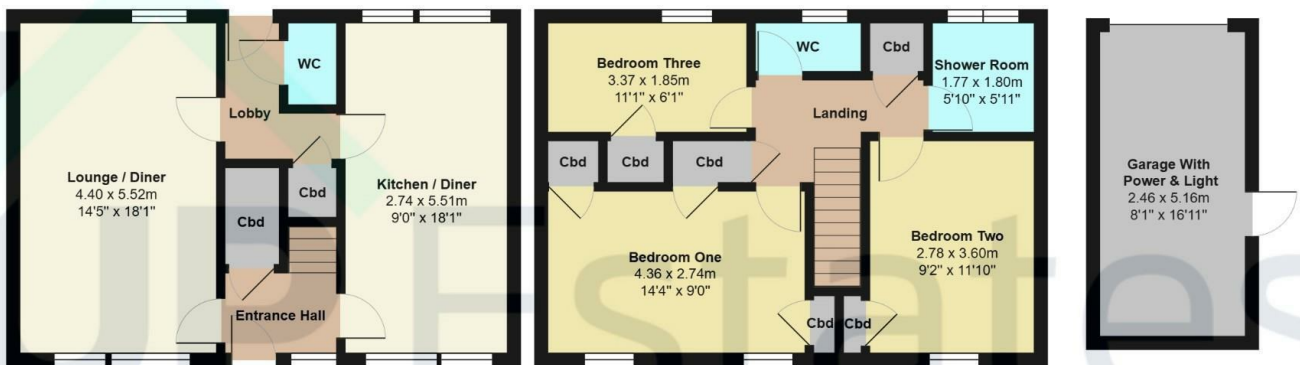 Lounge / Diner
4.40 x 5.52m
14'5" x 18'1"
WC
Lobby
Cbd
Cbd
Entrance Hall
Kitchen / Diner
2.74 x 5.51m
9'0" x 18'1"
Bedroom Three
3.37 x 1.85m
11'1" x 6'1"
WC
Cbd
Shower Room
1.77 x 1.80m
5'10" x 5'11"
Landing
Cbd
Cbd
Cbd
Bedroom One
4.36 x 2.74m
14'4" x 9'0"
Bedroom Two
2.78 x 3.60m
9'2" x 11'10"
Cbd
Cbd
Garage With
Power & Light
2.46 x 5.16m
8'1" x 16'11"
UPEstates